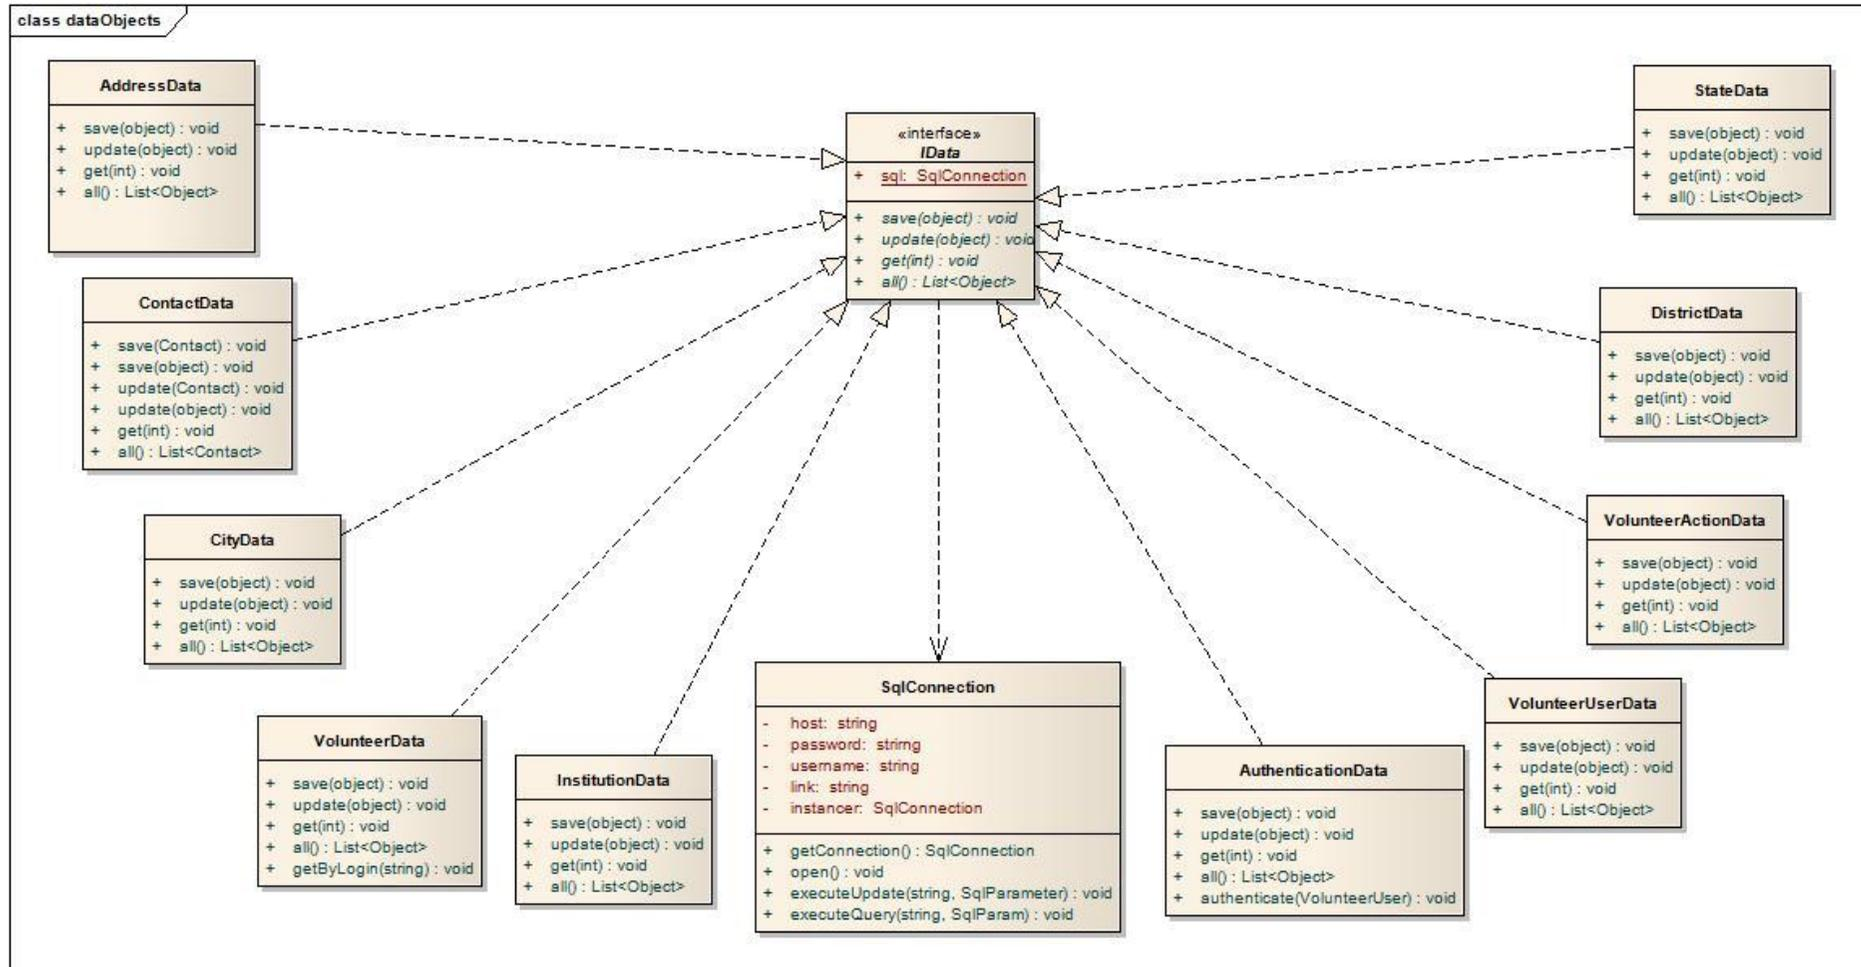 class dataObjects
AddressData
+ save(object) : void
+ update(object) : void
+ get(int) : void
+ all() : List<Object>
«interface»
IData
+ sql: SqlConnection
+ save(object) : void
+ update(object) : void
+ get(int) : void
+ all() : List<Object>
StateData
+ save(object) : void
+ update(object) : void
+ get(int) : void
+ all() : List<Object>
ContactData
+ save(Contact) : void
+ save(object) : void
+ update(Contact) : void
+ update(object) : void
+ get(int) : void
+ all() : List<Contact>
DistrictData
+ save(object) : void
+ update(object) : void
+ get(int) : void
+ all() : List<Object>
CityData
+ save(object) : void
+ update(object) : void
+ get(int) : void
+ all() : List<Object>
VolunteerActionData
+ save(object) : void
+ update(object) : void
+ get(int) : void
+ all() : List<Object>
VolunteerData
+ save(object) : void
+ update(object) : void
+ get(int) : void
+ all() : List<Object>
+ getByLogin(string) : void
InstitutionData
+ save(object) : void
+ update(object) : void
+ get(int) : void
+ all() : List<Object>
SqlConnection
- host: string
- password: strirng
- username: string
- link: string
- instancer: SqlConnection
+ getConnection() : SqlConnection
+ open() : void
+ executeUpdate(string, SqlParameter) : void
+ executeQuery(string, SqlParam) : void
AuthenticationData
+ save(object) : void
+ update(object) : void
+ get(int) : void
+ all() : List<Object>
+ authenticate(VolunteerUser) : void
VolunteerUserData
+ save(object) : void
+ update(object) : void
+ get(int) : void
+ all() : List<Object>